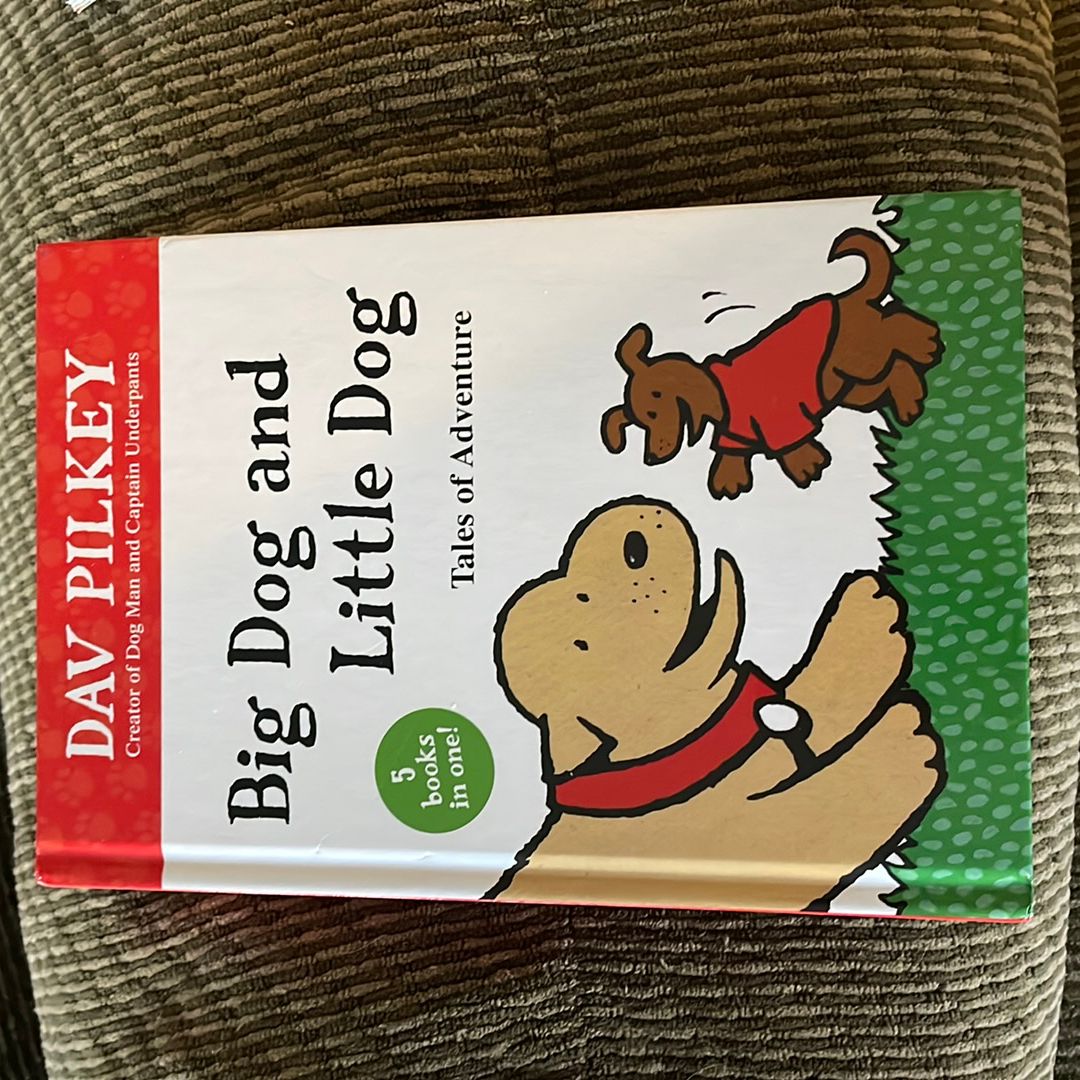 DAV PILKEY
Creator of Dog Man and Captain Underpants
Big Dog and
Little Dog
Tales of Adventure
5
books
in one!